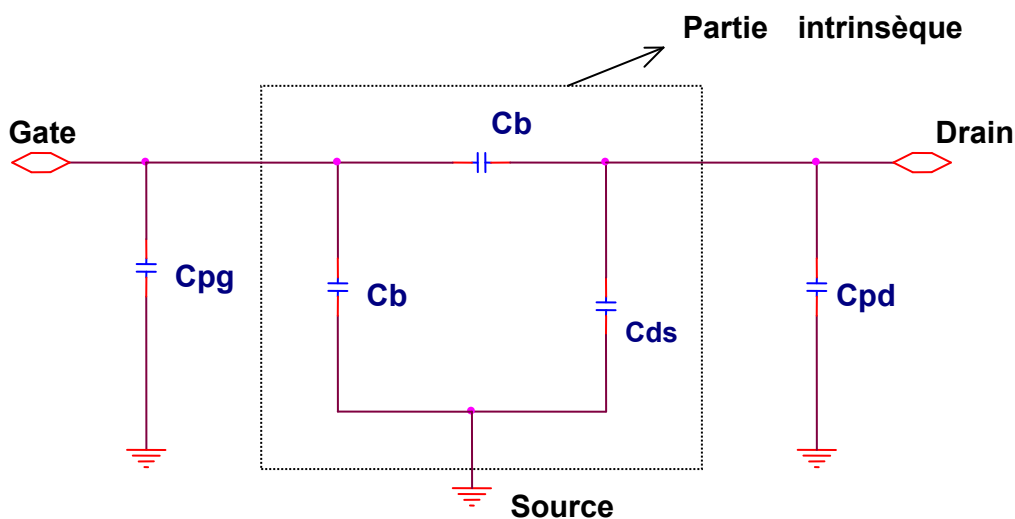 Partie intrinsèque
Gate
Cb
Drain
Cpg
Cb
Cds
Cpd
Source